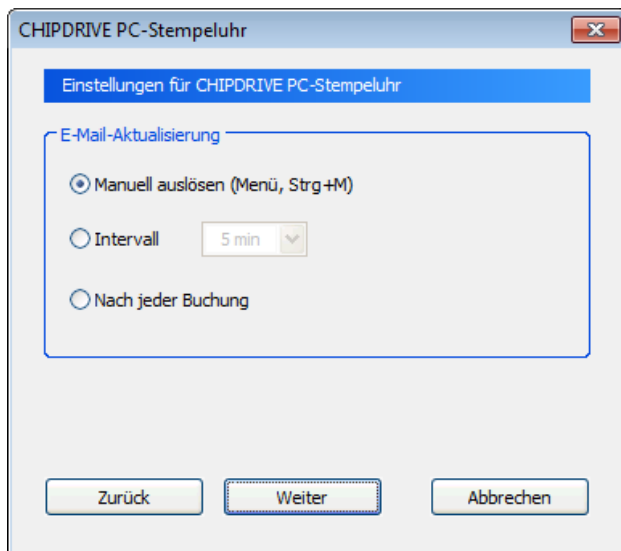 CHIPDRIVE PC-Stempeluhr
Einstellungen für CHIPDRIVE PC-Stempeluhr
E-Mail-Aktualisierung
Manuell auslösen (Menü, Strg+M)
Intervall 5 min
Nach jeder Buchung
Zurück Weiter Abbrechen